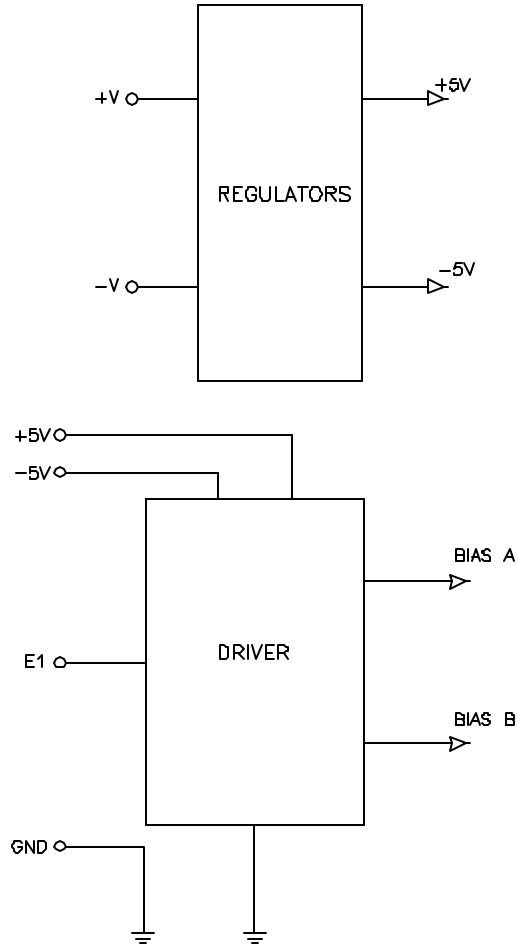 +V
+5V
REGULATORS
-V
-5V
+5V
-5V
BIAS A
DRIVER
E1
BIAS B
GND